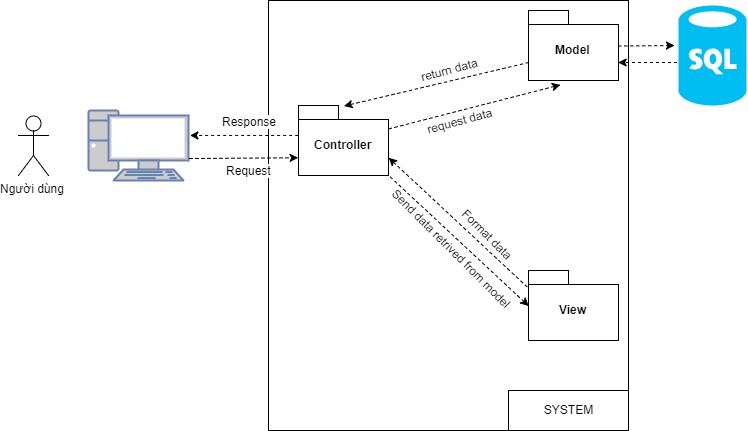 Model
SQL
return data
request data
Response
Controller
Request
Người dùng
Format data
Send data retrived from model
View
SYSTEM